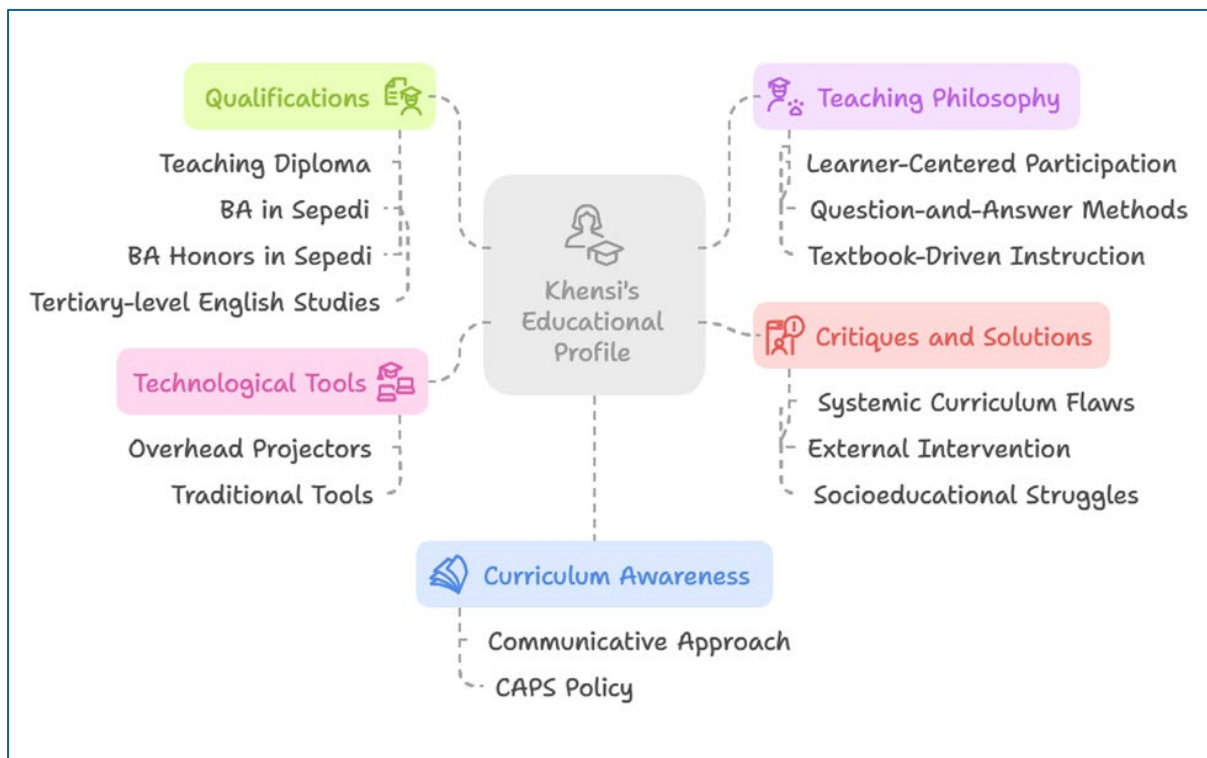 Qualifications
Teaching Diploma
BA in Sepedi
BA Honors in Sepedi
Tertiary-level English Studies
Technological Tools
Overhead Projectors
Traditional Tools
Khensi's
Educational
Profile
Teaching Philosophy
Learner-Centered Participation
Question-and-Answer Methods
Textbook-Driven Instruction
Critiques and Solutions
Systemic Curriculum Flaws
External Intervention
Socioeducational Struggles
Curriculum Awareness
Communicative Approach
CAPS Policy